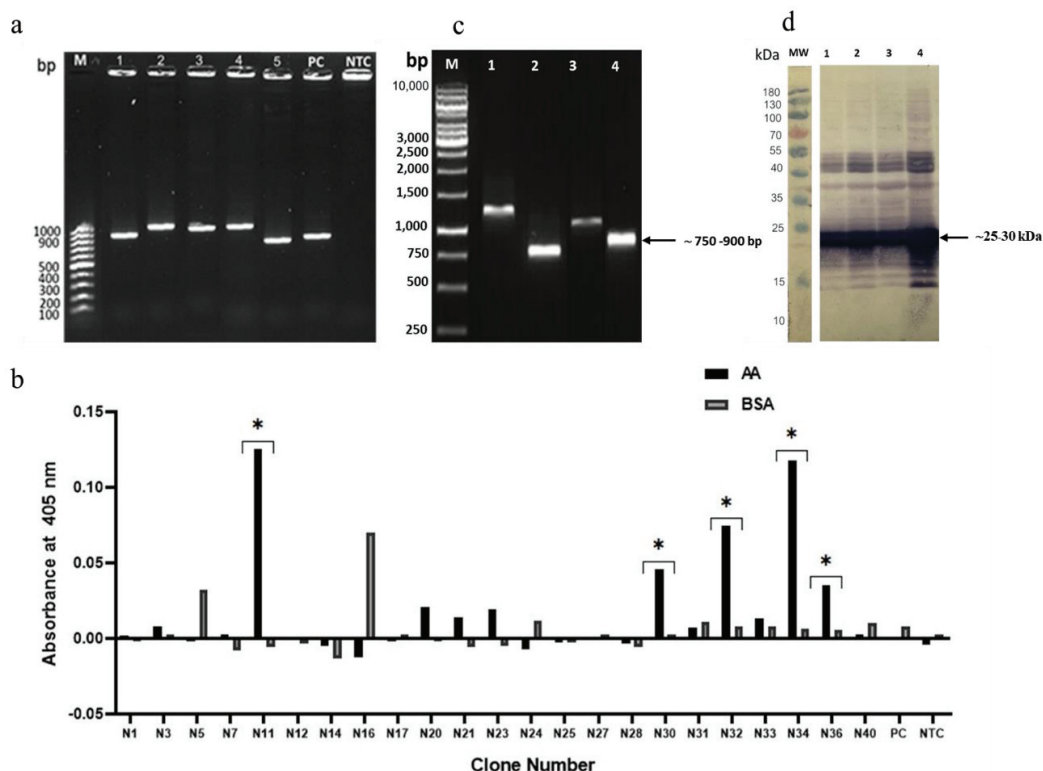 a
bp
M 1 2 3 4 5 PC NTC
1000
900
500
400
300
200
100
c
bp
M 1 2 3 4
10,000
3,000
2,500
2,000
1,500
1,000
750
500
250
~ 750 -900 bp
d
kDa MW 1 2 3 4
180
130
100
70
55
40
35
25
15
10
~25-30 kDa
b
AA
BSA
Absorbance at 405 nm
0.15
0.10
0.05
0.00
-0.05
* * * * *
N1 N3 N5 N7 N11 N12 N14 N16 N17 N20 N21 N23 N24 N25 N27 N28 N30 N31 N32 N33 N34 N36 N40 PC NTC
Clone Number